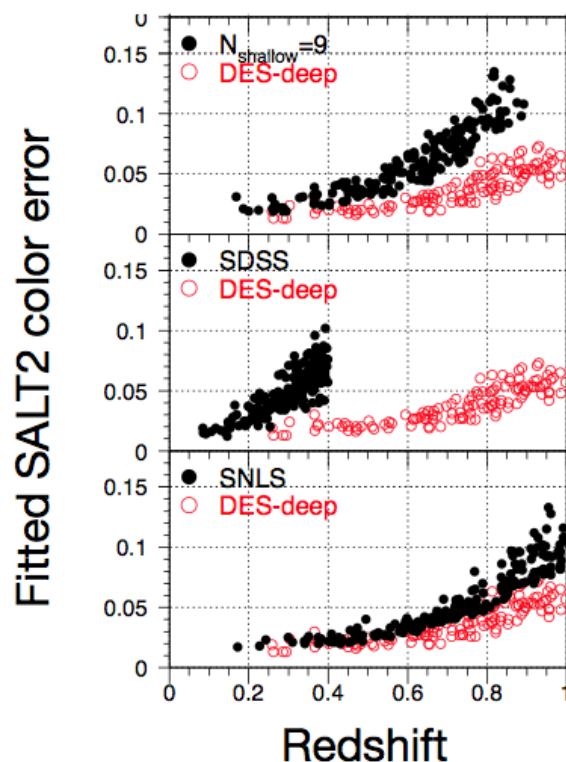 Fitted SALT2 color error
0
0.15
0.1
0.05
0
N_shallow=9
DES-deep
0.15
0.1
0.05
0
SDSS
DES-deep
0.15
0.1
0.05
0
SNLS
DES-deep
0 0.2 0.4 0.6 0.8 1
Redshift